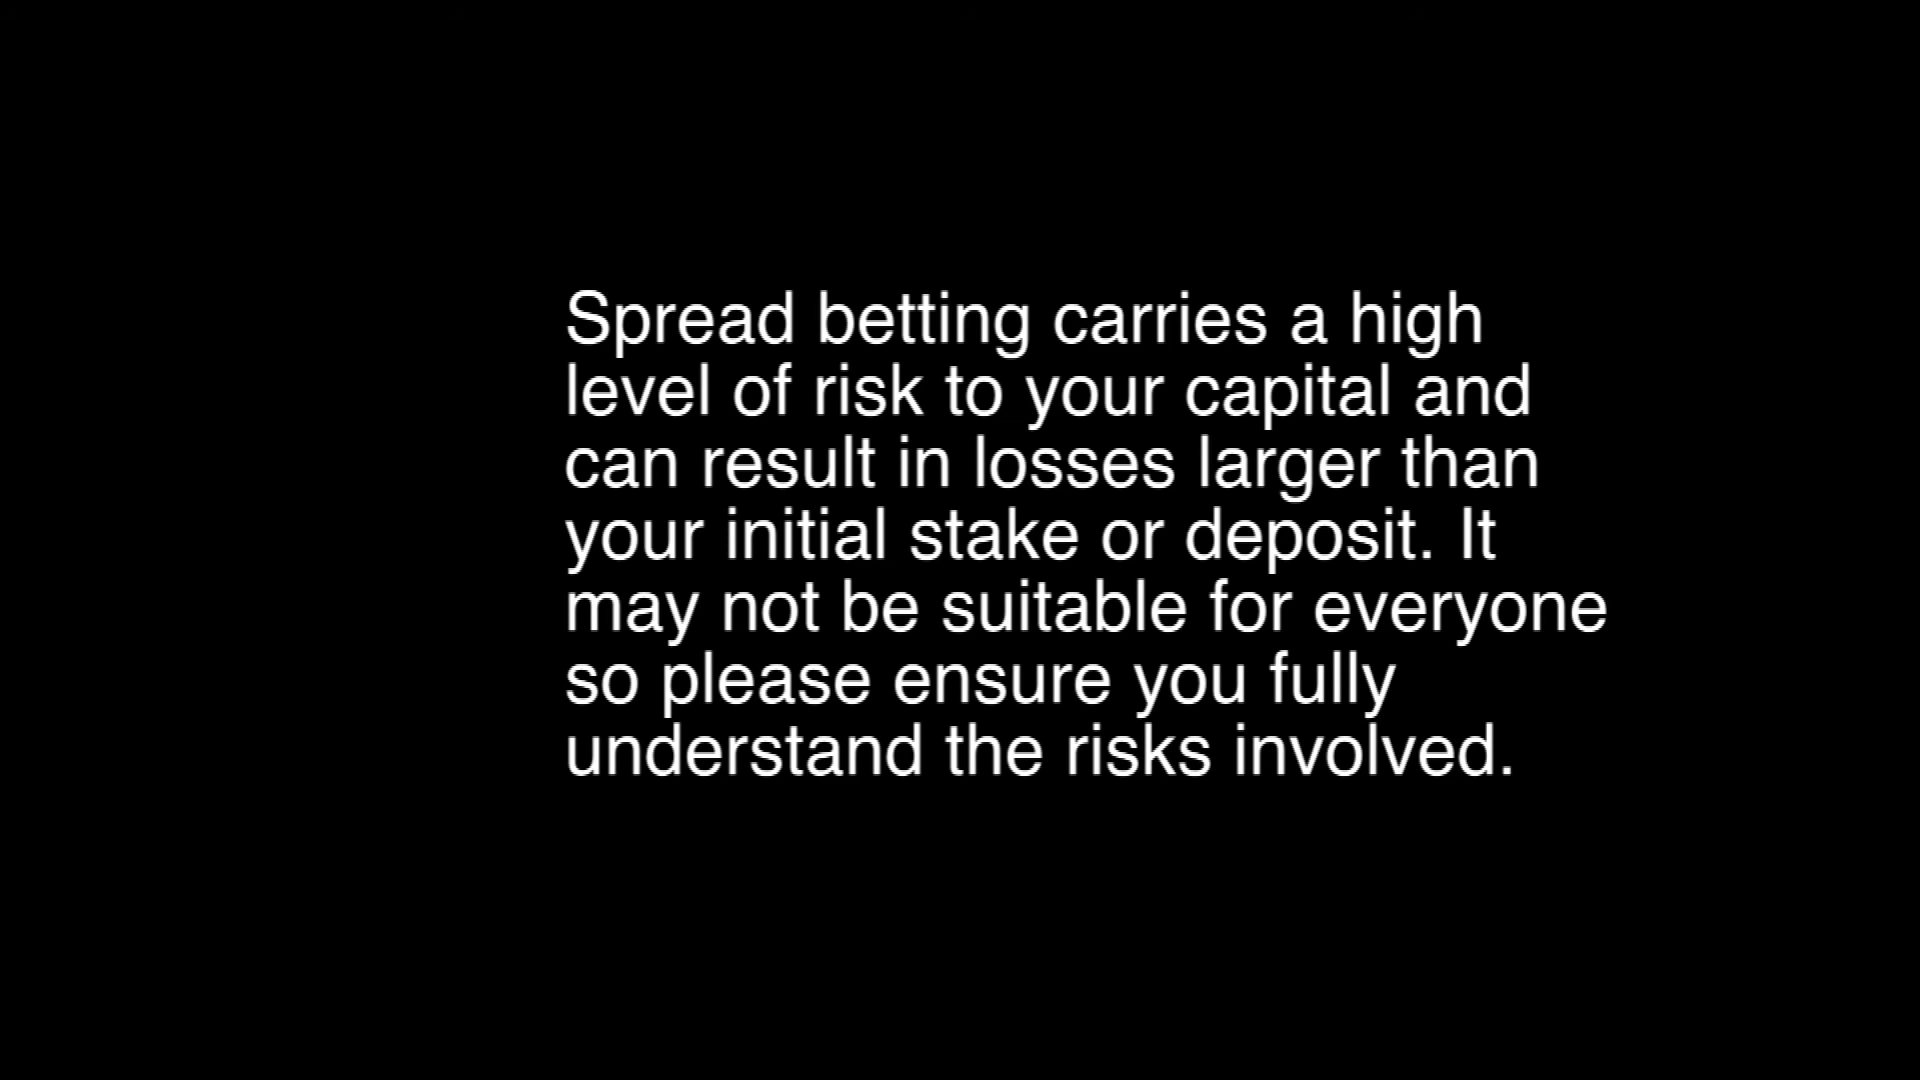 Spread betting carries a high
level of risk to your capital and
can result in losses larger than
your initial stake or deposit. It
may not be suitable for everyone
so please ensure you fully
understand the risks involved.